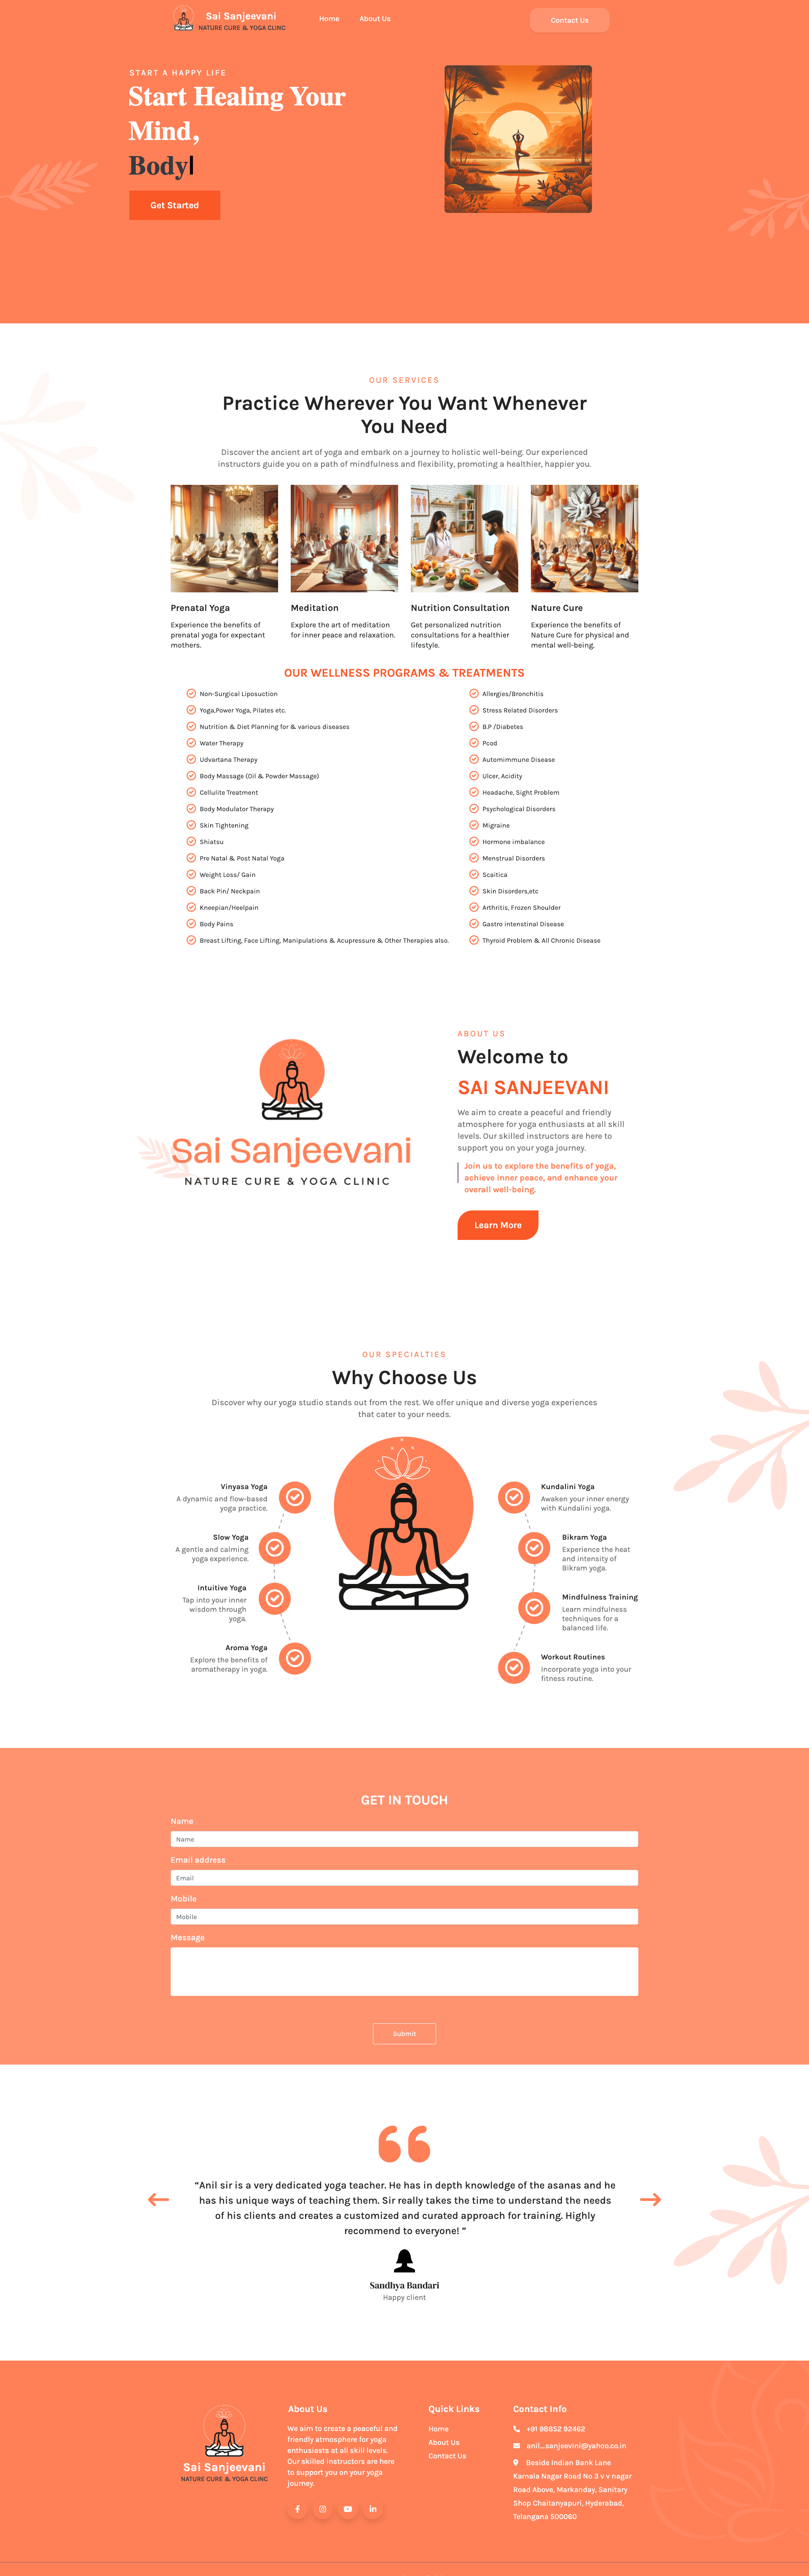 Sai Sanjeevani
NATURE CURE & YOGA CLINC
Home
About Us
Contact Us
START A HAPPY LIFE
Start Healing Your
Mind,
Body
Get Started
OUR SERVICES
Practice Wherever You Want Whenever
You Need
Discover the ancient art of yoga and embark on a journey to holistic well-being. Our experienced
instructors guide you on a path of mindfulness and flexibility, promoting a healthier, happier you.
Prenatal Yoga
Experience the benefits of
prenatal yoga for expectant
mothers.
Meditation
Explore the art of meditation
for inner peace and relaxation.
Nutrition Consultation
Get personalized nutrition
consultations for a healthier
lifestyle.
Nature Cure
Experience the benefits of
Nature Cure for physical and
mental well-being.
OUR WELLNESS PROGRAMS & TREATMENTS
Non-Surgical Liposuction
Yoga,Power Yoga, Pilates etc.
Nutrition & Diet Planning for & various diseases
Water Therapy
Udvartana Therapy
Body Massage (Oil & Powder Massage)
Cellulite Treatment
Body Modulator Therapy
Skin Tightening
Shiatsu
Pre Natal & Post Natal Yoga
Weight Loss/ Gain
Back Pin/ Neckpain
Kneepian/Heelpain
Body Pains
Breast Lifting, Face Lifting, Manipulations & Acupressure & Other Therapies also.
Allergies/Bronchitis
Stress Related Disorders
B.P /Diabetes
Pcod
Automimmune Disease
Ulcer, Acidity
Headache, Sight Problem
Psychological Disorders
Migraine
Hormone imbalance
Menstrual Disorders
Scaitica
Skin Disorders,etc
Arthritis, Frozen Shoulder
Gastro intenstinal Disease
Thyroid Problem & All Chronic Disease
Sai Sanjeevani
NATURE CURE & YOGA CLINIC
ABOUT US
Welcome to
SAI SANJEEVANI
We aim to create a peaceful and friendly
atmosphere for yoga enthusiasts at all skill
levels. Our skilled instructors are here to
support you on your yoga journey.
Join us to explore the benefits of yoga,
achieve inner peace, and enhance your
overall well-being.
Learn More
OUR SPECIALTIES
Why Choose Us
Discover why our yoga studio stands out from the rest. We offer unique and diverse yoga experiences
that cater to your needs.
Vinyasa Yoga
A dynamic and flow-based
yoga practice.
Slow Yoga
A gentle and calming
yoga experience.
Intuitive Yoga
Tap into your inner
wisdom through
yoga.
Aroma Yoga
Explore the benefits of
aromatherapy in yoga.
Kundalini Yoga
Awaken your inner energy
with Kundalini yoga.
Bikram Yoga
Experience the heat
and intensity of
Bikram yoga.
Mindfulness Training
Learn mindfulness
techniques for a
balanced life.
Workout Routines
Incorporate yoga into your
fitness routine.
GET IN TOUCH
Name
Name
Email address
Email
Mobile
Mobile
Message
Submit
“Anil sir is a very dedicated yoga teacher. He has in depth knowledge of the asanas and he
has his unique ways of teaching them. Sir really takes the time to understand the needs
of his clients and creates a customized and curated approach for training. Highly
recommend to everyone! ”
Sandhya Bandari
Happy client
Sai Sanjeevani
NATURE CURE & YOGA CLINC
About Us
We aim to create a peaceful and
friendly atmosphere for yoga
enthusiasts at all skill levels.
Our skilled instructors are here
to support you on your yoga
journey.
Quick Links
Home
About Us
Contact Us
Contact Info
+91 98852 92462
anil_sanjeevini@yahoo.co.in
Beside Indian Bank Lane
Kamala Nagar Road No 3 v v nagar
Road Above, Markanday, Sanitary
Shop Chaitanyapuri, Hyderabad,
Telangana 500060